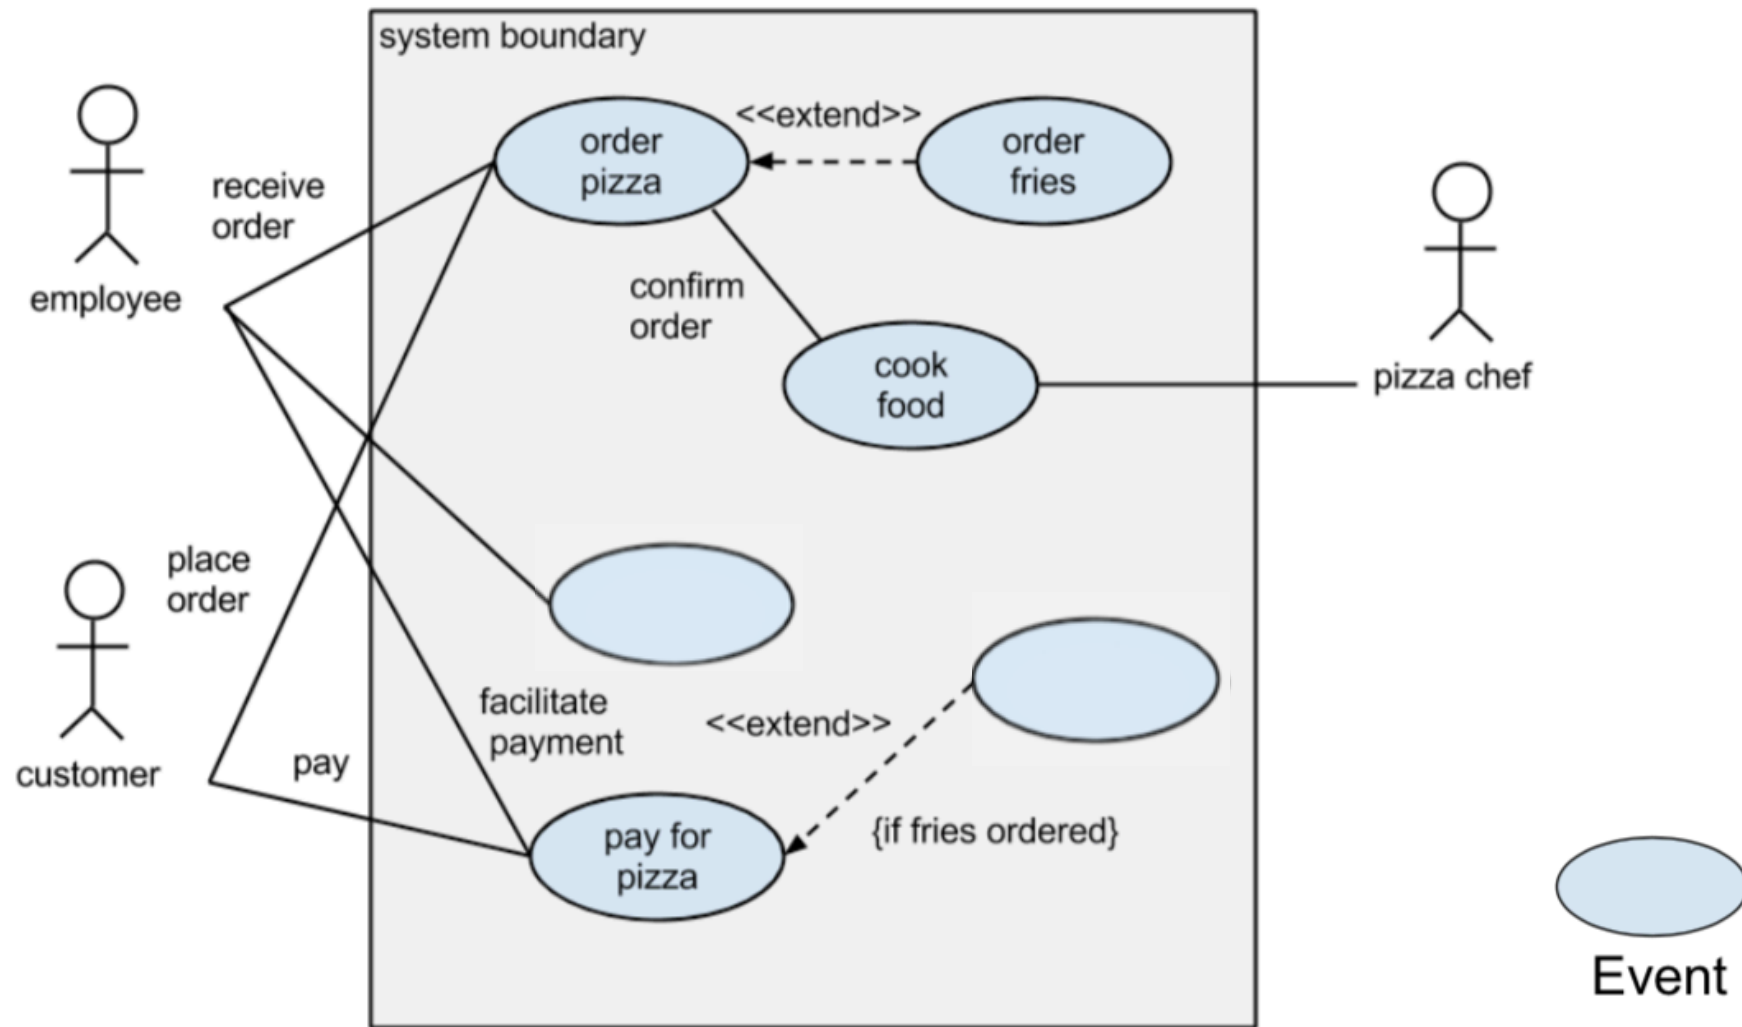 system boundary
<<extend>>
order
pizza
order
fries
receive
order
employee
confirm
order
cook
food
pizza chef
place
order
facilitate
payment
<<extend>>
customer
pay
pay for
pizza
{if fries ordered}
Event